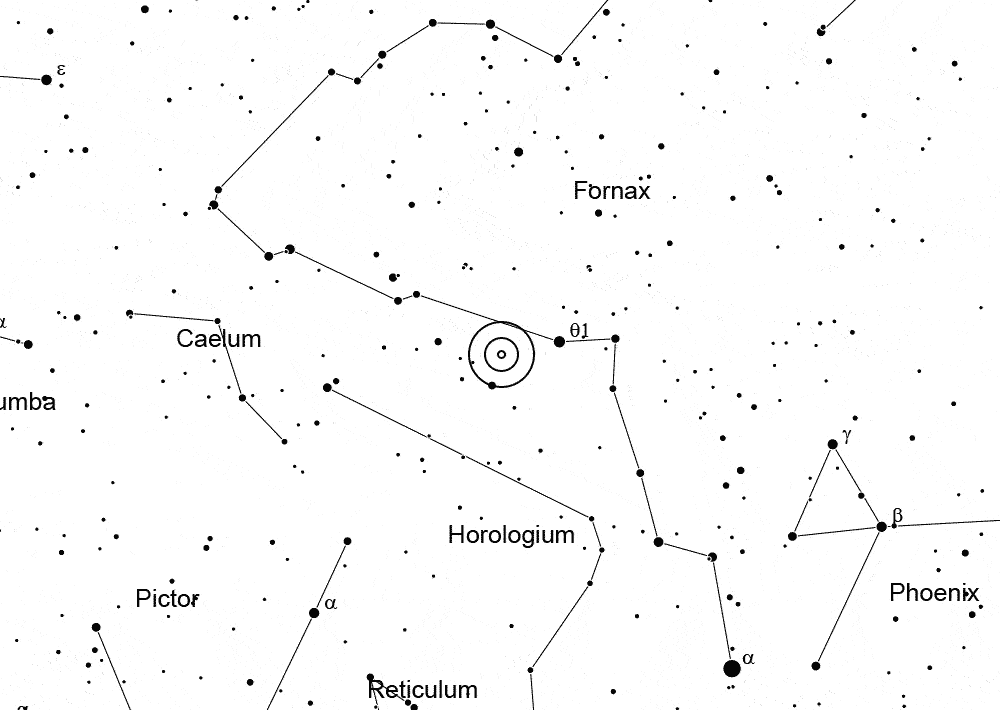 ε
Fornax
θ1
α
Caelum
umba
γ
β
Horologium
Phoenix
Pictor
α
α
Reticulum
α